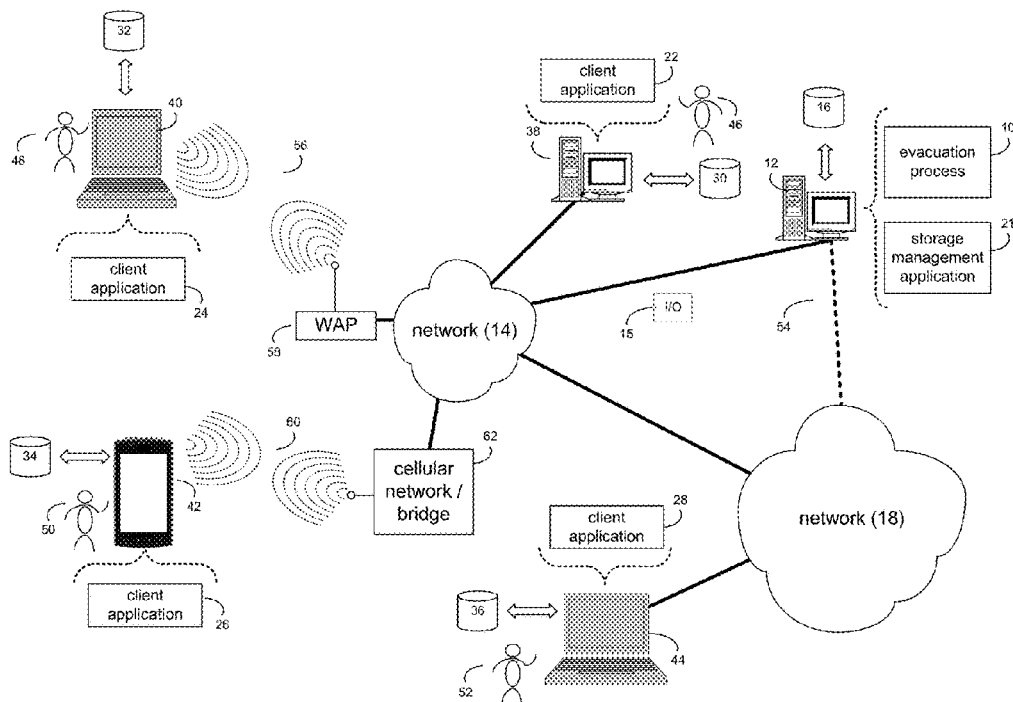 32
40
48
client
application
24
56
client
application
22
38
46
30
16
12
evacuation
process
10
storage
management
application
21
54
I/O
15
WAP
59
network (14)
34
42
50
client
application
26
60
62
cellular
network /
bridge
client
application
28
36
44
52
network (18)